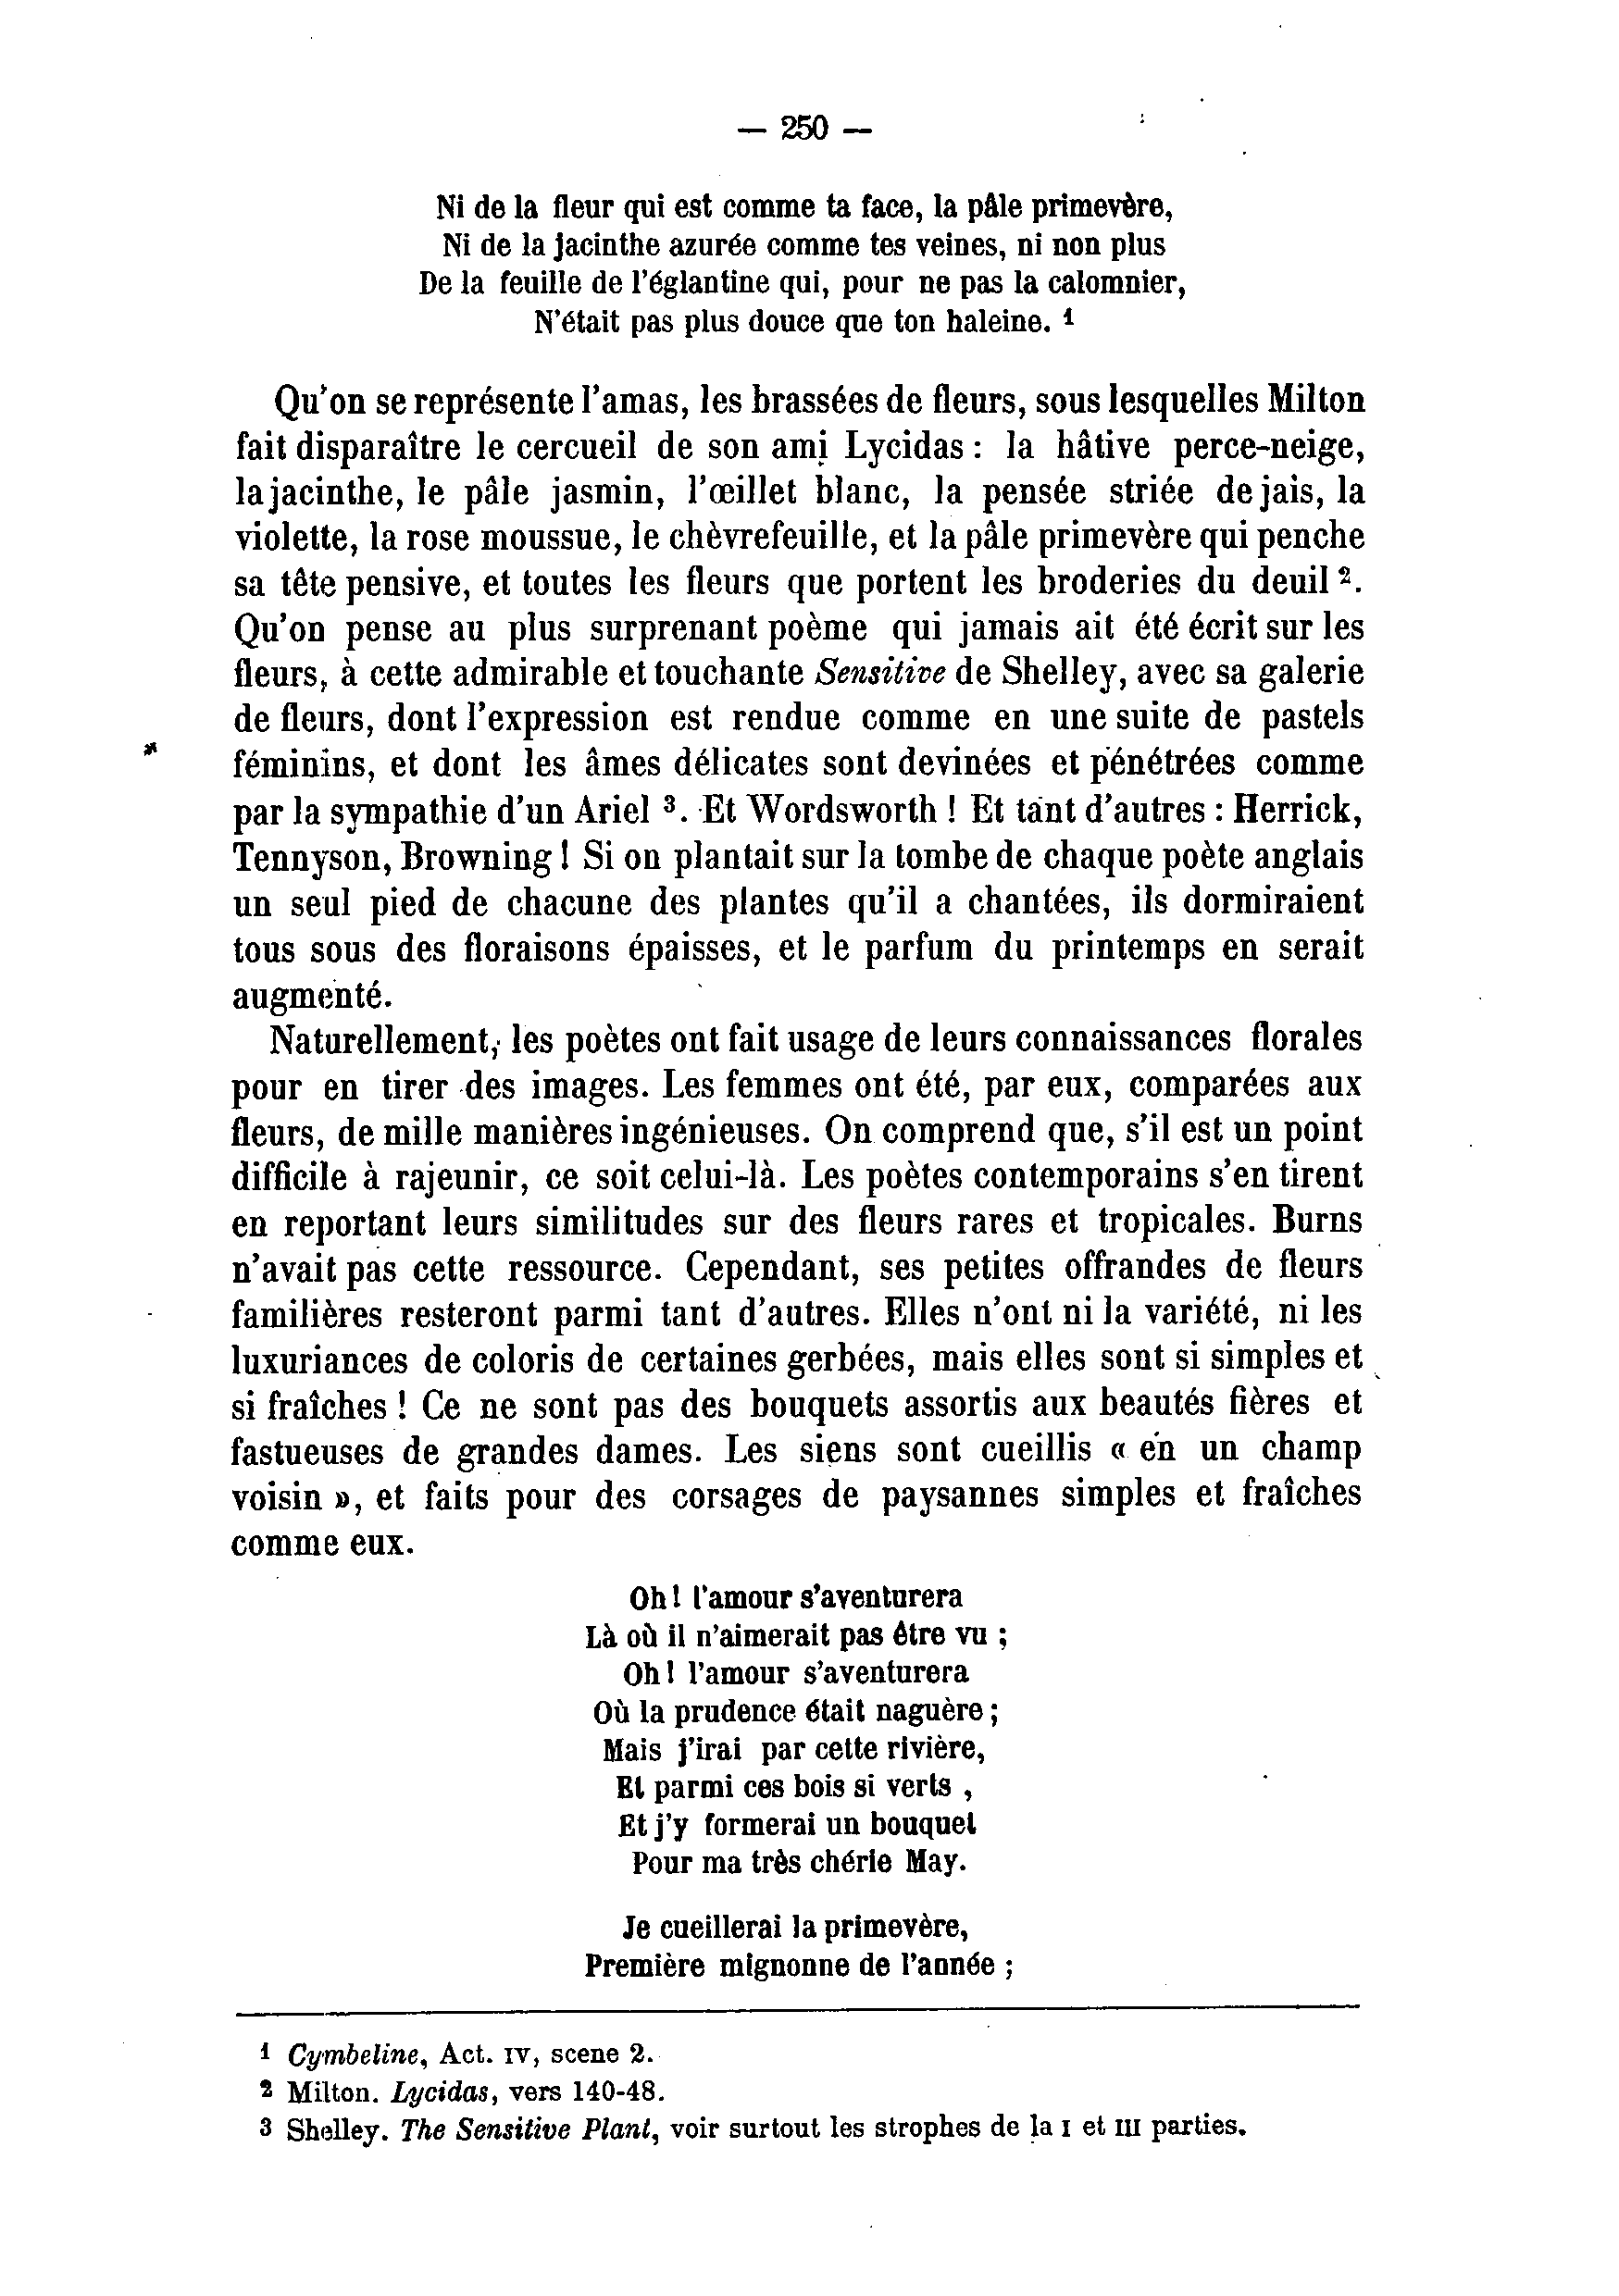 — 250 —
Ni de la fleur qui est comme ta face, la pâle primevère,
Ni de la jacinthe azurée comme tes veines, ni non plus
De la feuille de l'églantine qui, pour ne pas la calomnier,
N'était pas plus douce que ton haleine. 1
Qu'on se représente l'amas, les brassées de fleurs, sous lesquelles Milton
fait disparaître le cercueil de son ami Lycidas : la hâtive perce-neige,
la jacinthe, le pâle jasmin, l'œillet blanc, la pensée striée de jais, la
violette, la rose moussue, le chèvrefeuille, et la pâle primevère qui penche
sa tête pensive, et toutes les fleurs que portent les broderies du deuil 2.
Qu'on pense au plus surprenant poème qui jamais ait été écrit sur les
fleurs, à cette admirable et touchante Sensitive de Shelley, avec sa galerie
de fleurs, dont l'expression est rendue comme en une suite de pastels
féminins, et dont les âmes délicates sont devinées et pénétrées comme
par la sympathie d'un Ariel 3. Et Wordsworth ! Et tant d'autres : Herrick,
Tennyson, Browning ! Si on plantait sur la tombe de chaque poète anglais
un seul pied de chacune des plantes qu'il a chantées, ils dormiraient
tous sous des floraisons épaisses, et le parfum du printemps en serait
augmenté.
Naturellement, les poètes ont fait usage de leurs connaissances florales
pour en tirer des images. Les femmes ont été, par eux, comparées aux
fleurs, de mille manières ingénieuses. On comprend que, s'il est un point
difficile à rajeunir, ce soit celui-là. Les poètes contemporains s'en tirent
en reportant leurs similitudes sur des fleurs rares et tropicales. Burns
n'avait pas cette ressource. Cependant, ses petites offrandes de fleurs
familières resteront parmi tant d'autres. Elles n'ont ni la variété, ni les
luxuriances de coloris de certaines gerbées, mais elles sont si simples et
si fraîches ! Ce ne sont pas des bouquets assortis aux beautés fières et
fastueuses de grandes dames. Les siens sont cueillis « en un champ
voisin », et faits pour des corsages de paysannes simples et fraîches
comme eux.
Oh ! l'amour s'aventurera
Là où il n'aimerait pas être vu ;
Oh ! l'amour s'aventurera
Où la prudence était naguère ;
Mais j'irai par cette rivière,
Et parmi ces bois si verts ,
Et j'y formerai un bouquet
Pour ma très chérie May.
Je cueillerai la primevère,
Première mignonne de l'année ;
1 Cymbeline, Act. IV, scene 2.
2 Milton. Lycidas, vers 140-48.
3 Shelley. The Sensitive Plant, voir surtout les strophes de la I et III parties.